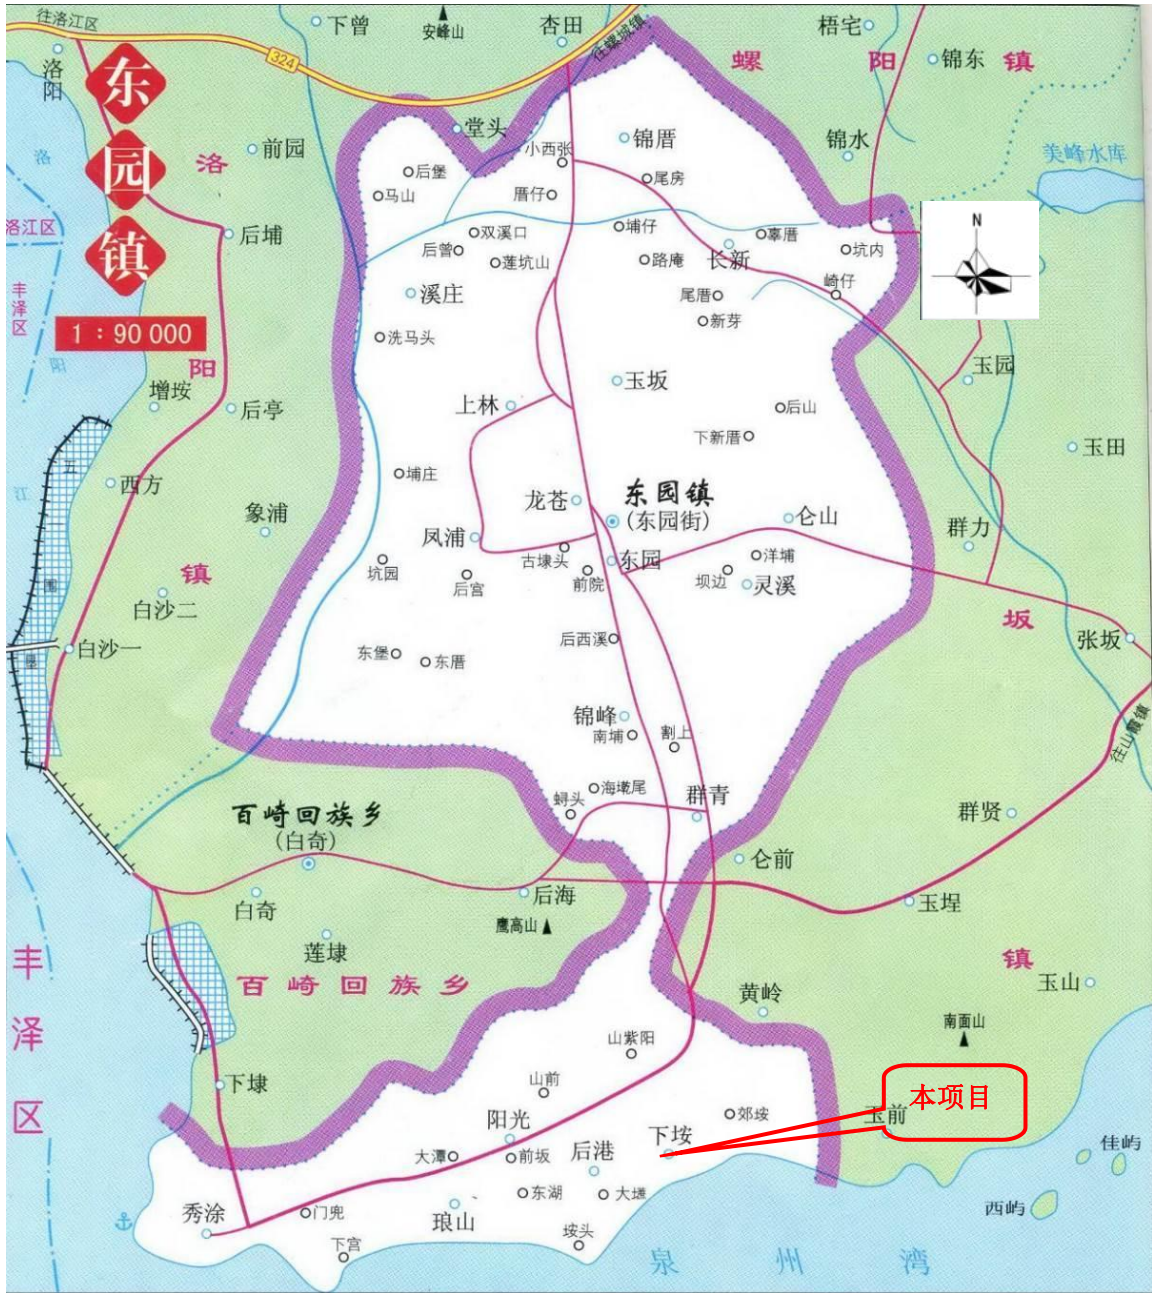 往洛江区
下曾
安峰山
杏田
往螺城镇
梧宅
324
螺阳镇
锦东
洛阳
东园镇
堂头
锦厝
锦水
前园
小西张
美峰水库
洛
洛
后堡
尾房
马山
厝仔
洛江区
后埔
双溪口
埔仔
辜厝
N
后曾
莲坑山
路庵
长新
坑内
丰泽区
溪庄
尾厝
崎仔
新芽
1：90 000
洗马头
阳
阳
玉园
玉坂
增垵
后亭
上林
后山
下新厝
玉田
五
埔庄
西方
江
东园镇
龙苍
(东园街)
仑山
象浦
群力
凤浦
古埭头
东园
洋埔
坑园
后宫
前院
坝边
灵溪
镇
围
白沙二
坂
后西溪
张坂
白沙一
垦
东堡
东厝
锦峰
南埔
割上
往山霞镇
海墘尾
群青
蟳头
群贤
百崎回族乡
(白奇)
仑前
白奇
后海
玉埕
鹰高山
莲埭
丰泽区
镇
百崎回族乡
黄岭
玉山
南面山
山紫阳
下埭
山前
本项目
郊垵
玉前
阳光
下垵
大潭
前坂
后港
佳屿
东湖
大堽
秀涂
门兜
琅山
西屿
垵头
下宫
泉州湾